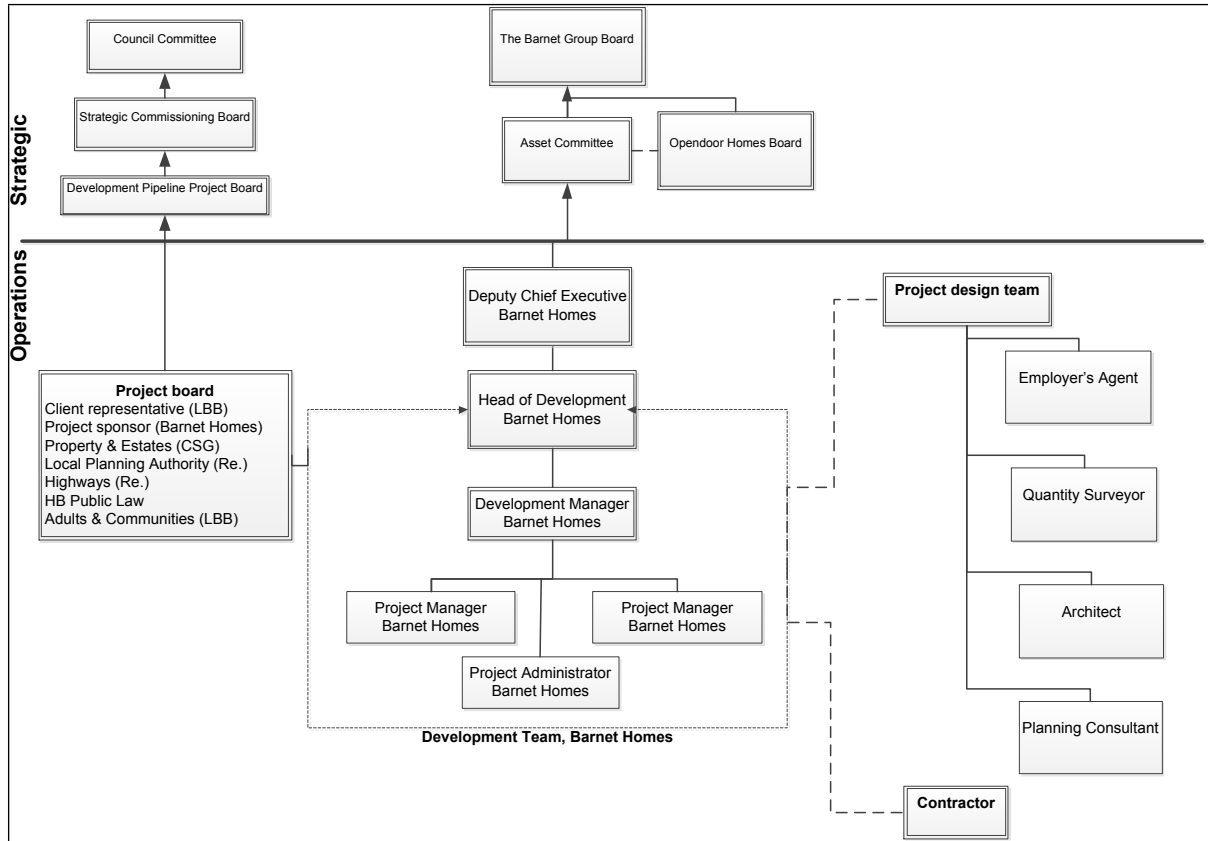 Strategic
Council Committee
Strategic Commissioning Board
Development Pipeline Project Board
The Barnet Group Board
Asset Committee
Opendoor Homes Board
Operations
Project board
Client representative (LBB)
Project sponsor (Barnet Homes)
Property & Estates (CSG)
Local Planning Authority (Re.)
Highways (Re.)
HB Public Law
Adults & Communities (LBB)
Deputy Chief Executive
Barnet Homes
Head of Development
Barnet Homes
Development Manager
Barnet Homes
Project Manager
Barnet Homes
Project Manager
Barnet Homes
Project Administrator
Barnet Homes
Development Team, Barnet Homes
Project design team
Employer’s Agent
Quantity Surveyor
Architect
Planning Consultant
Contractor